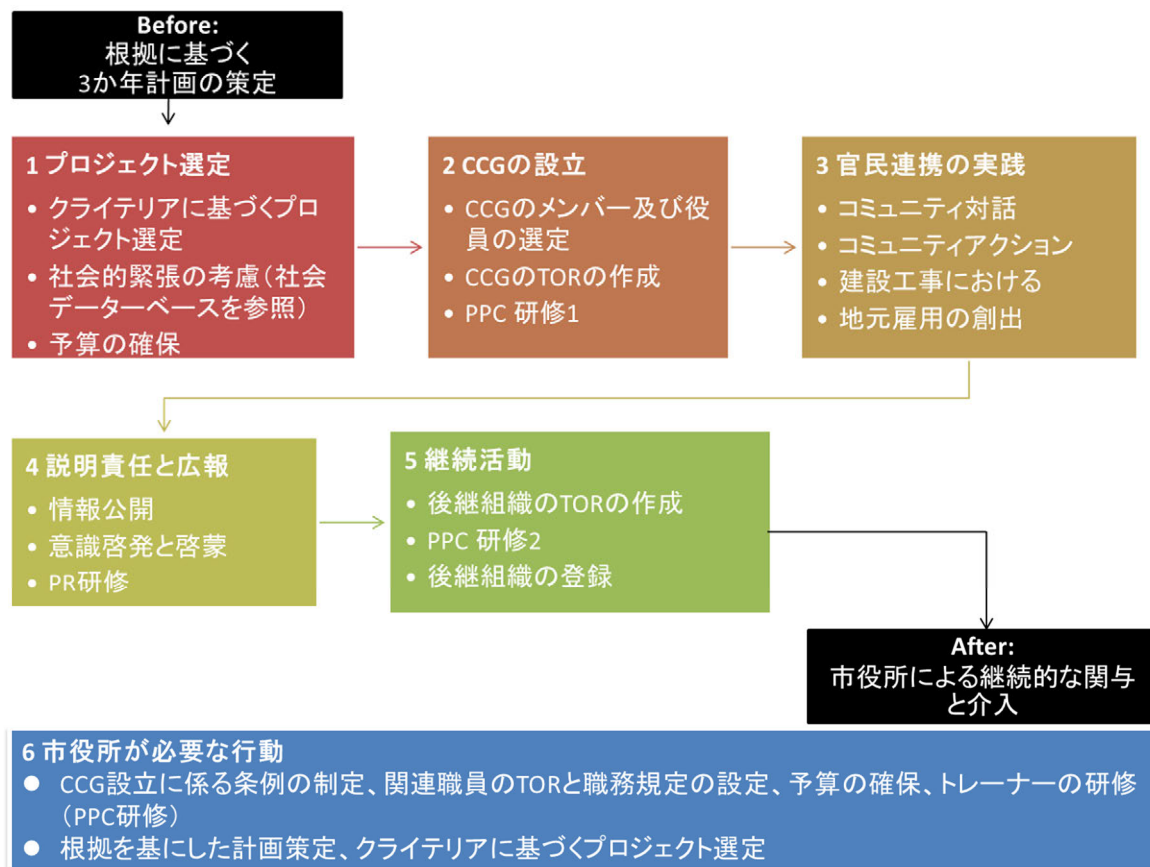 Before:
根拠に基づく
3か年計画の策定
1 プロジェクト選定
• クライテリアに基づくプロ
ジェクト選定
• 社会的緊張の考慮（社会
データーベースを参照）
• 予算の確保
2 CCGの設立
• CCGのメンバー及び役
員の選定
• CCGのTORの作成
• PPC 研修1
3 官民連携の実践
• コミュニティ対話
• コミュニティアクション
• 建設工事における
• 地元雇用の創出
4 説明責任と広報
• 情報公開
• 意識啓発と啓蒙
• PR研修
5 継続活動
• 後継組織のTORの作成
• PPC 研修2
• 後継組織の登録
After:
市役所による継続的な関与
と介入
6 市役所が必要な行動
● CCG設立に係る条例の制定、関連職員のTORと職務規定の設定、予算の確保、トレーナーの研修
（PPC研修）
● 根拠を基にした計画策定、クライテリアに基づくプロジェクト選定